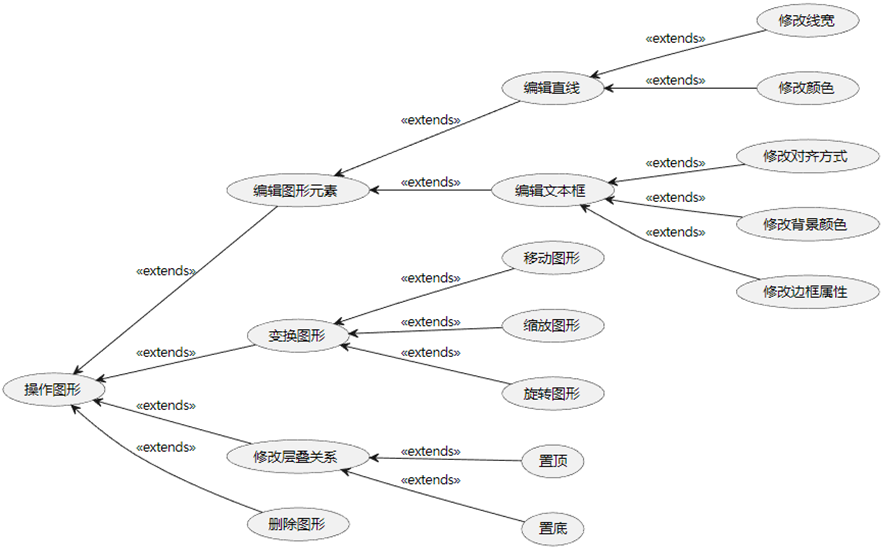 修改线宽
«extends»
修改颜色
«extends»
编辑直线
«extends»
修改对齐方式
«extends»
编辑图形元素
«extends»
编辑文本框
«extends»
修改背景颜色
«extends»
修改边框属性
移动图形
«extends»
«extends»
变换图形
«extends»
缩放图形
«extends»
«extends»
旋转图形
操作图形
«extends»
修改层叠关系
«extends»
置顶
«extends»
«extends»
删除图形
置底